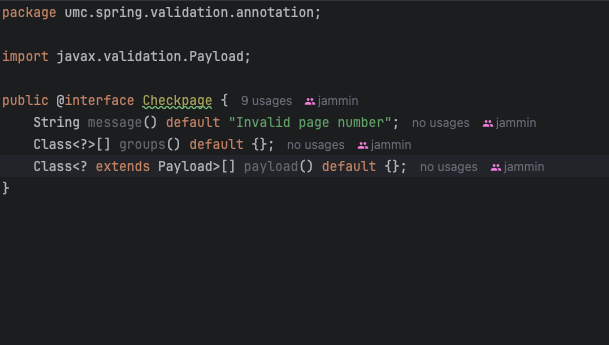 package umc.spring.validation.annotation;
import javax.validation.Payload;
public @interface Checkpage { 9 usages jammin
String message() default "Invalid page number"; no usages jammin
Class<?>[] groups() default {}; no usages jammin
Class<? extends Payload>[] payload() default {}; no usages jammin
}